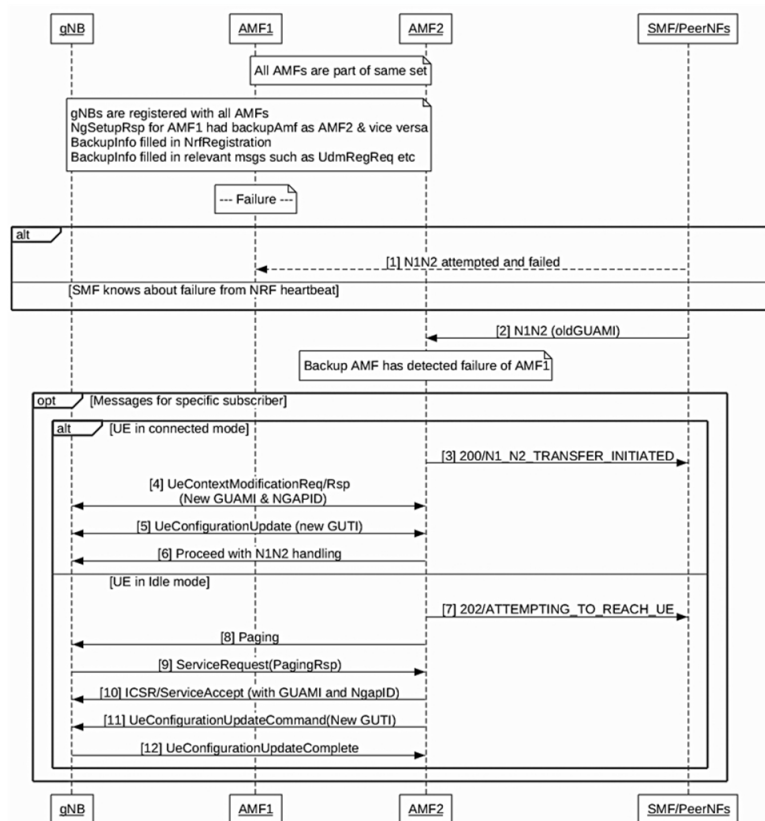 gNB
AMF1
AMF2
SMF/PeerNFs
All AMFs are part of same set
gNBs are registered with all AMFs
NgSetupRsp for AMF1 had backupAmf as AMF2 & vice versa
BackupInfo filled in NrfRegistration
BackupInfo filled in relevant msgs such as UdmRegReq etc
--- Failure ---
alt
[1] N1N2 attempted and failed
[SMF knows about failure from NRF heartbeat]
[2] N1N2 (oldGUAMI)
Backup AMF has detected failure of AMF1
opt
[Messages for specific subscriber]
alt
[UE in connected mode]
[3] 200/N1_N2_TRANSFER_INITIATED
[4] UeContextModificationReq/Rsp
(New GUAMI & NGAPID)
[5] UeConfigurationUpdate (new GUTI)
[6] Proceed with N1N2 handling
[UE in Idle mode]
[7] 202/ATTEMPTING_TO_REACH_UE
[8] Paging
[9] ServiceRequest(PagingRsp)
[10] ICSR/ServiceAccept (with GUAMI and NgapID)
[11] UeConfigurationUpdateCommand(New GUTI)
[12] UeConfigurationUpdateComplete
gNB
AMF1
AMF2
SMF/PeerNFs